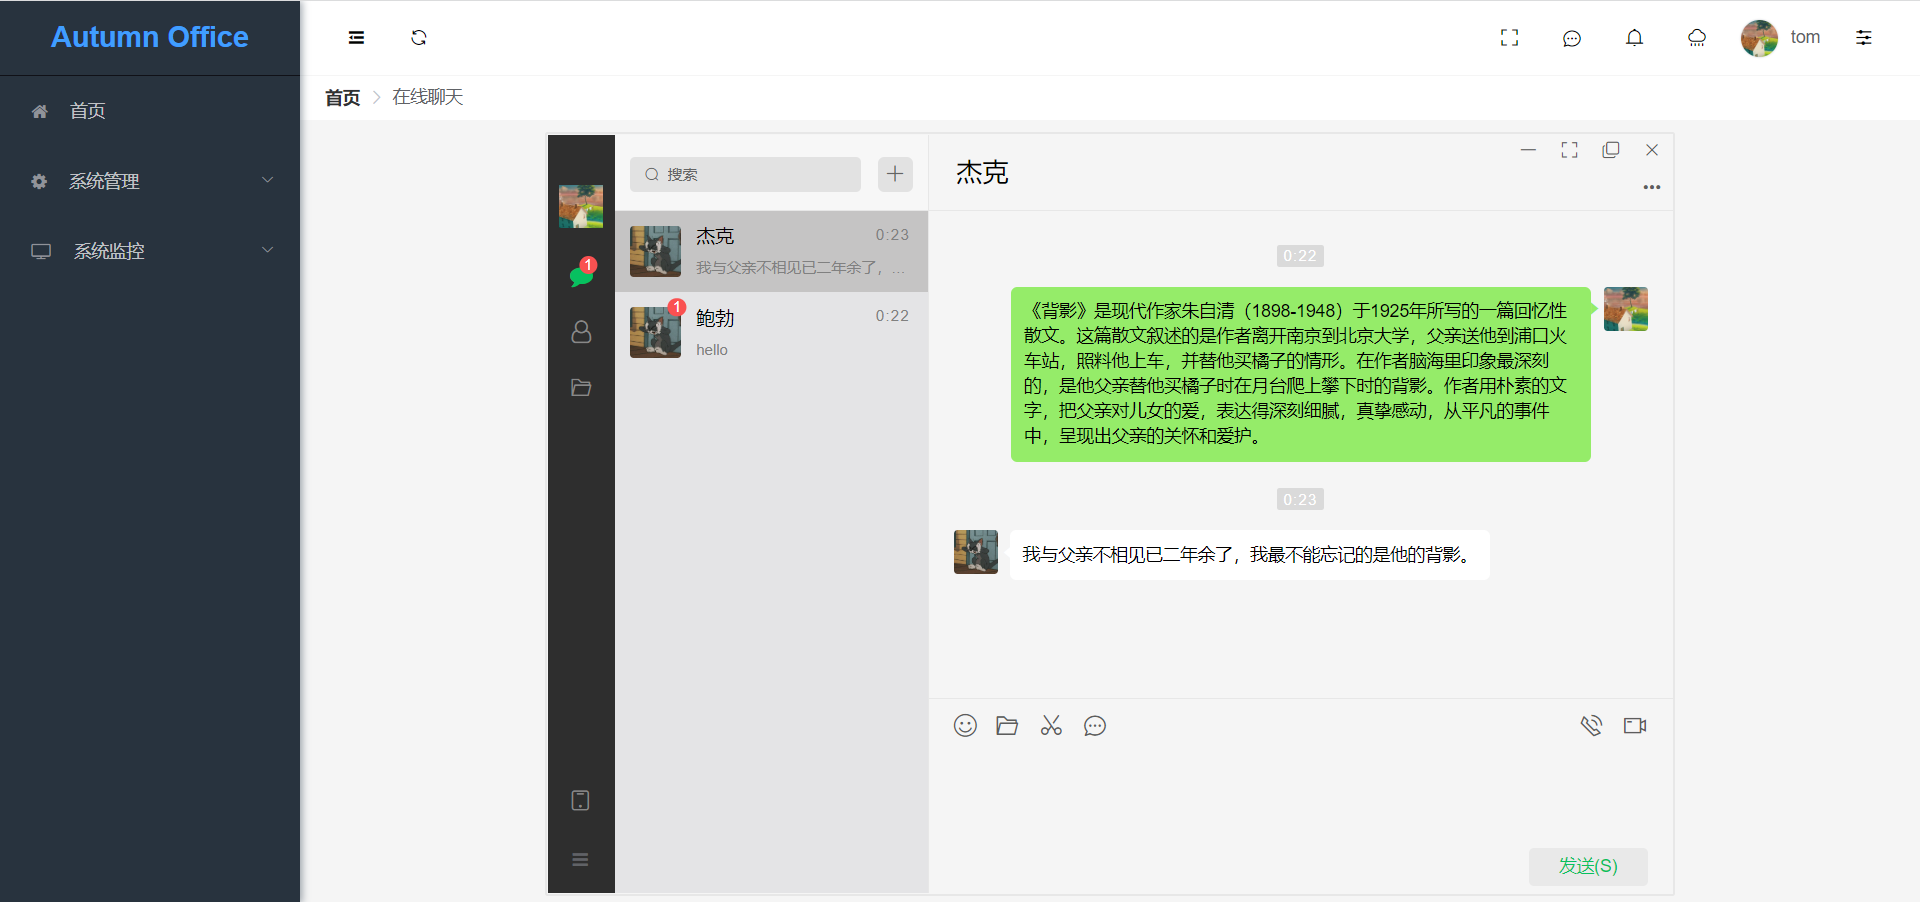 Autumn Office
tom
首页
系统管理
系统监控
首页
在线聊天
搜索
杰克
0:23
我与父亲不相见已二年余了，...
1
1
鲍勃
0:22
hello
杰克
0:22
《背影》是现代作家朱自清（1898-1948）于1925年所写的一篇回忆性
散文。这篇散文叙述的是作者离开南京到北京大学，父亲送他到浦口火
车站，照料他上车，并替他买橘子的情形。在作者脑海里印象最深刻
的，是他父亲替他买橘子时在月台爬上攀下时的背影。作者用朴素的文
字，把父亲对儿女的爱，表达得深刻细腻，真挚感动，从平凡的事件
中，呈现出父亲的关怀和爱护。
0:23
我与父亲不相见已二年余了，我最不能忘记的是他的背影。
发送(S)